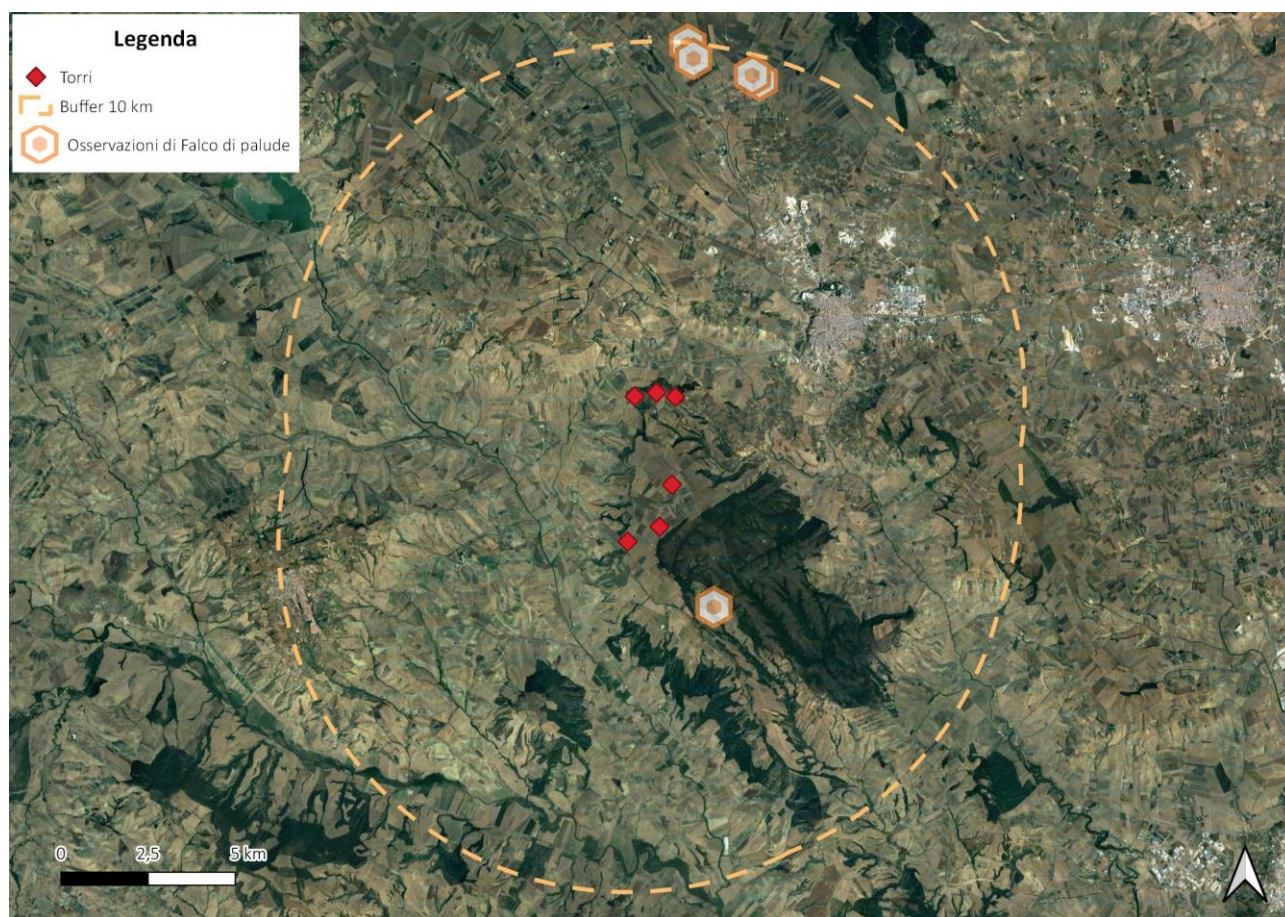 Legenda
Torri
Buffer 10 km
Osservazioni di Falco di palude
0 2,5 5 km